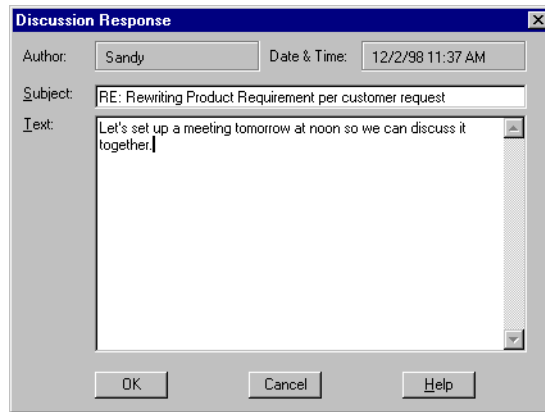 Discussion Response
Author: Sandy Date & Time: 12/2/98 11:37 AM
Subject: RE: Rewriting Product Requirement per customer request
Text: Let's set up a meeting tomorrow at noon so we can discuss it
together.
OK Cancel Help